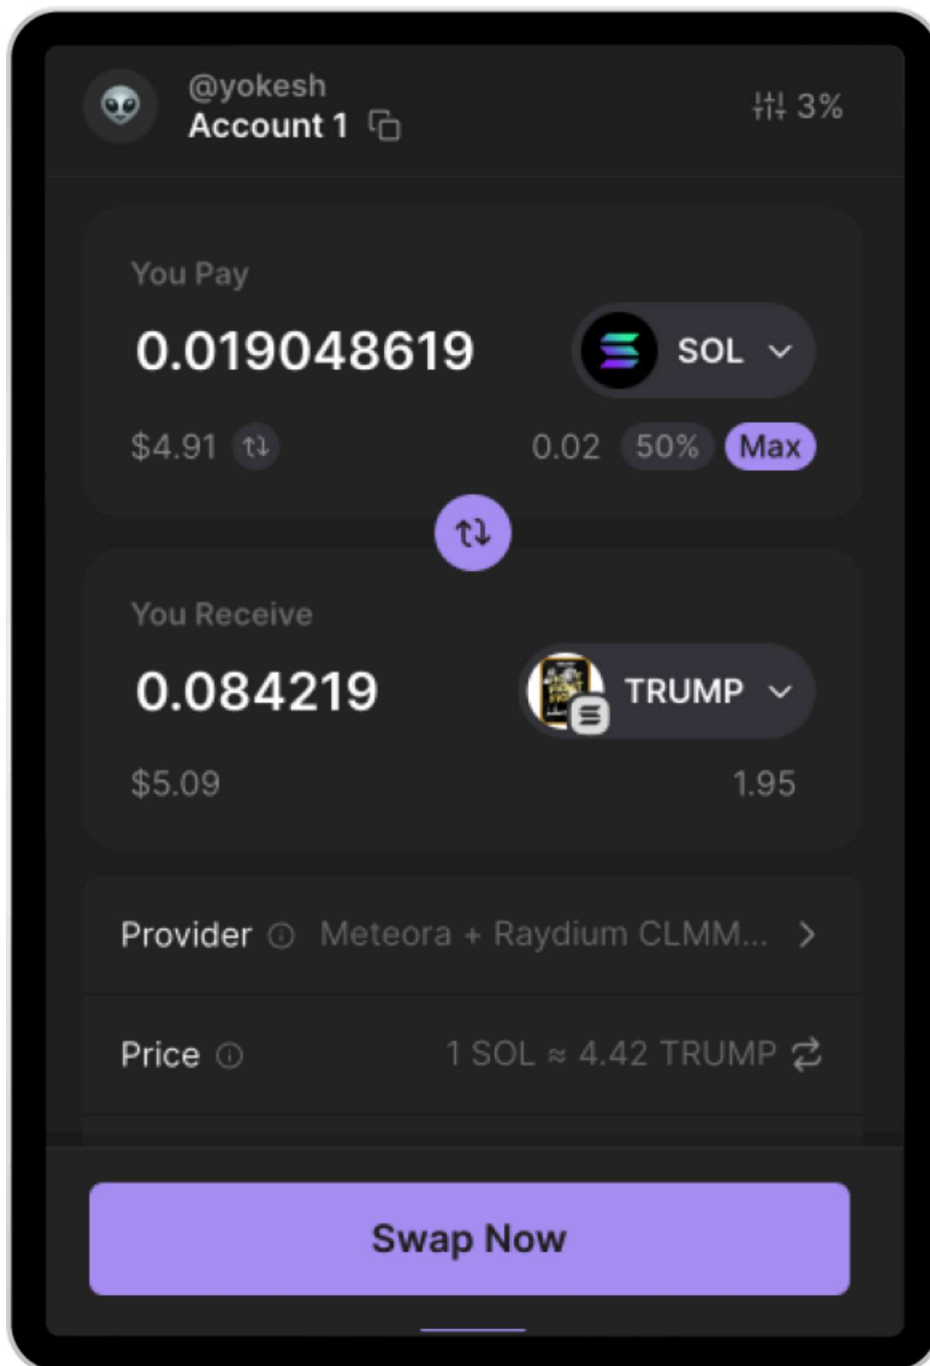 @yokesh
Account 1
3%
You Pay
0.019048619 SOL
$4.91 0.02 50% Max
You Receive
0.084219 TRUMP
$5.09 1.95
Provider Meteora + Raydium CLMM...
Price 1 SOL ≈ 4.42 TRUMP
Swap Now